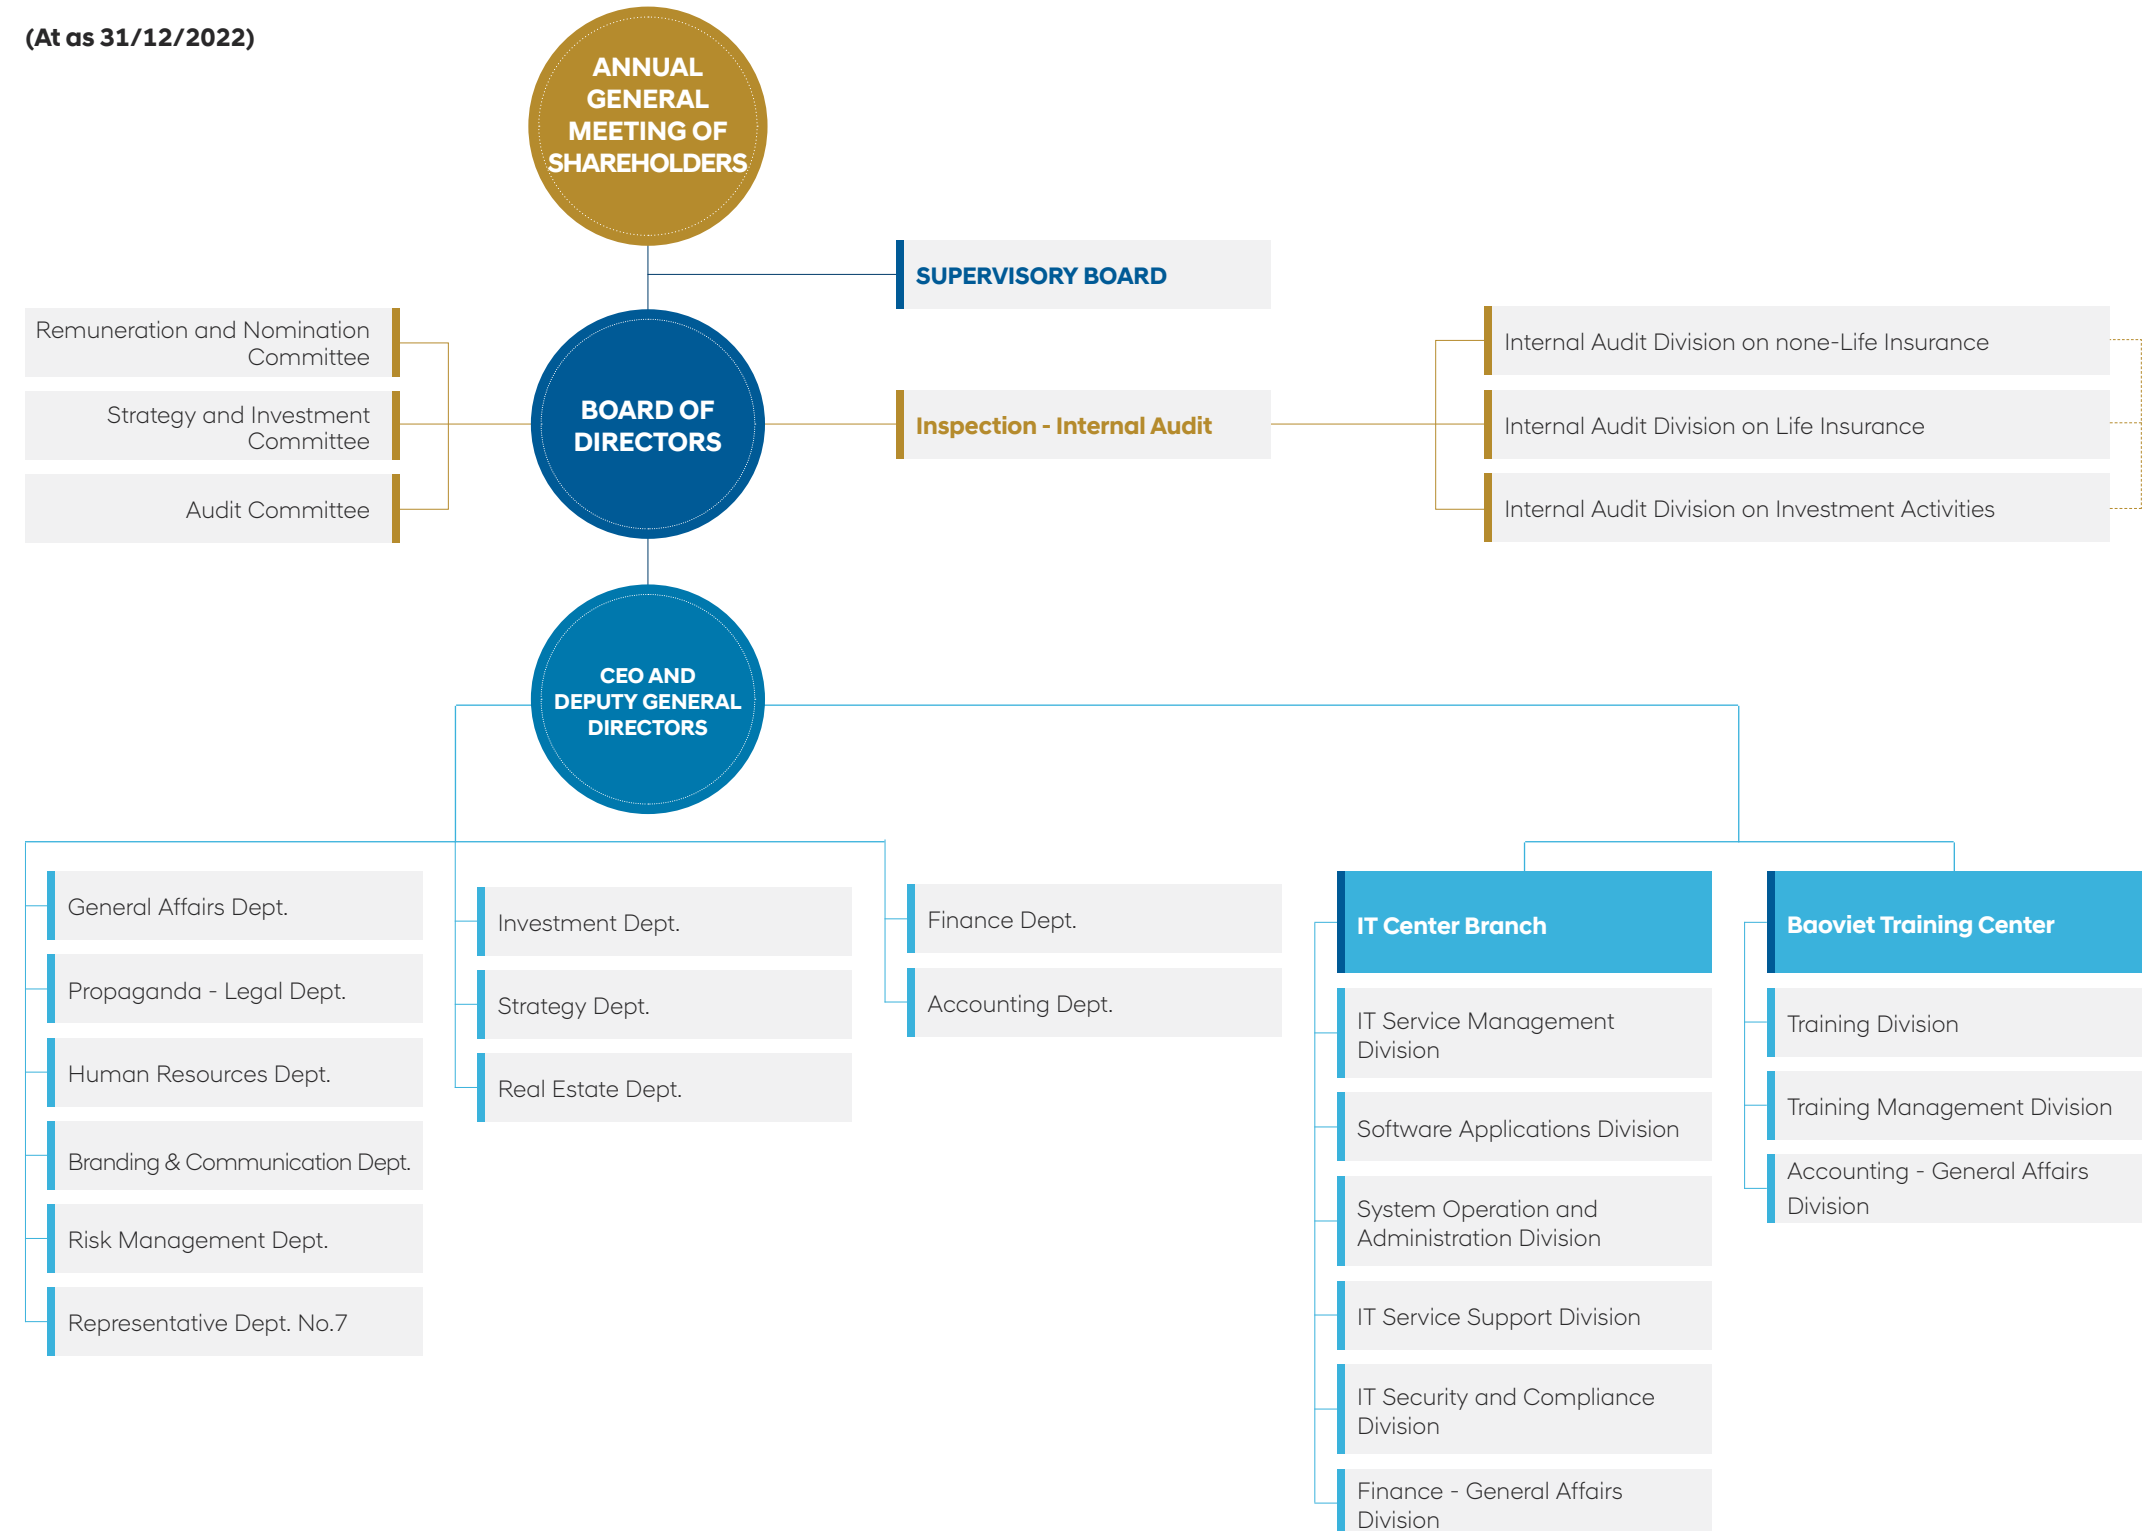 (At as 31/12/2022)
ANNUAL
GENERAL
MEETING OF
SHAREHOLDERS
SUPERVISORY BOARD
Remuneration and Nomination
Committee
Strategy and Investment
Committee
Audit Committee
BOARD OF
DIRECTORS
Inspection - Internal Audit
Internal Audit Division on none-Life Insurance
Internal Audit Division on Life Insurance
Internal Audit Division on Investment Activities
CEO AND
DEPUTY GENERAL
DIRECTORS
General Affairs Dept.
Propaganda - Legal Dept.
Human Resources Dept.
Branding & Communication Dept.
Risk Management Dept.
Representative Dept. No.7
Investment Dept.
Strategy Dept.
Real Estate Dept.
Finance Dept.
Accounting Dept.
IT Center Branch
IT Service Management
Division
Software Applications Division
System Operation and
Administration Division
IT Service Support Division
IT Security and Compliance
Division
Finance - General Affairs
Division
Baoviet Training Center
Training Division
Training Management Division
Accounting - General Affairs
Division